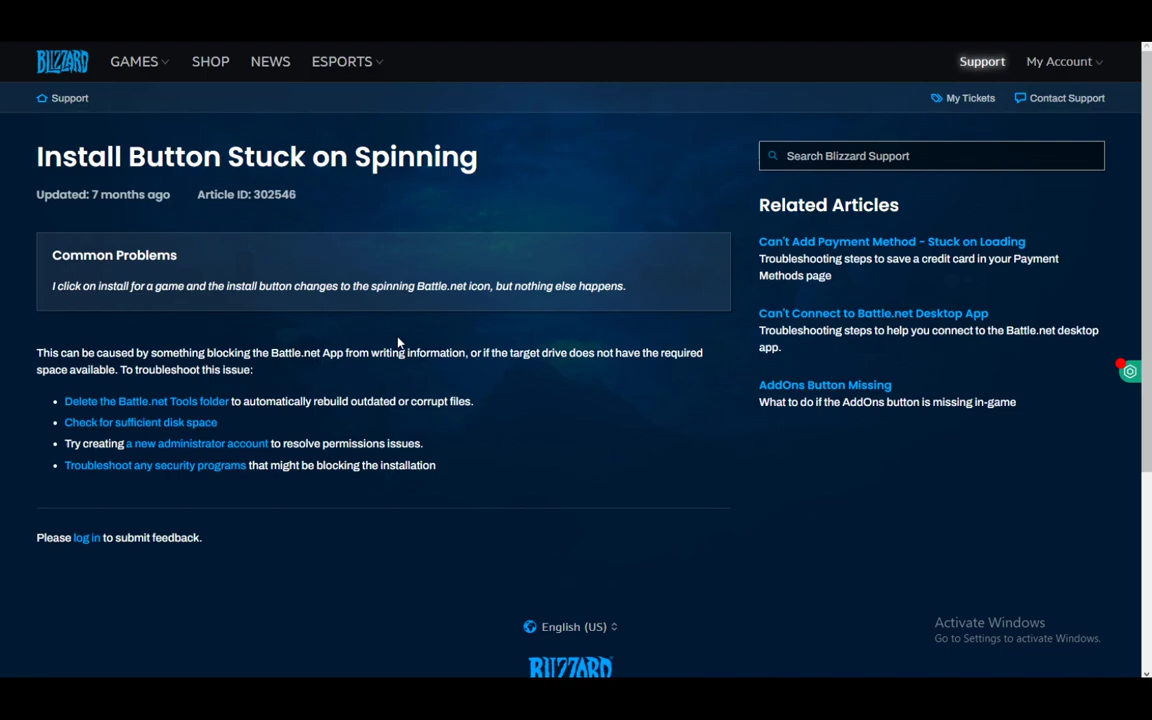 BLIZZARD GAMES SHOP NEWS ESPORTS Support My Account
Support My Tickets Contact Support
Install Button Stuck on Spinning
Updated: 7 months ago Article ID: 302546
Common Problems
I click on install for a game and the install button changes to the spinning Battle.net icon, but nothing else happens.
This can be caused by something blocking the Battle.net App from writing information, or if the target drive does not have the required
space available. To troubleshoot this issue:
Delete the Battle.net Tools folder to automatically rebuild outdated or corrupt files.
Check for sufficient disk space
Try creating a new administrator account to resolve permissions issues.
Troubleshoot any security programs that might be blocking the installation
Please log in to submit feedback.
Search Blizzard Support
Related Articles
Can't Add Payment Method - Stuck on Loading
Troubleshooting steps to save a credit card in your Payment
Methods page
Can't Connect to Battle.net Desktop App
Troubleshooting steps to help you connect to the Battle.net desktop
app.
AddOns Button Missing
What to do if the AddOns button is missing in-game
English (US)
BLIZZARD
Activate Windows
Go to Settings to activate Windows.